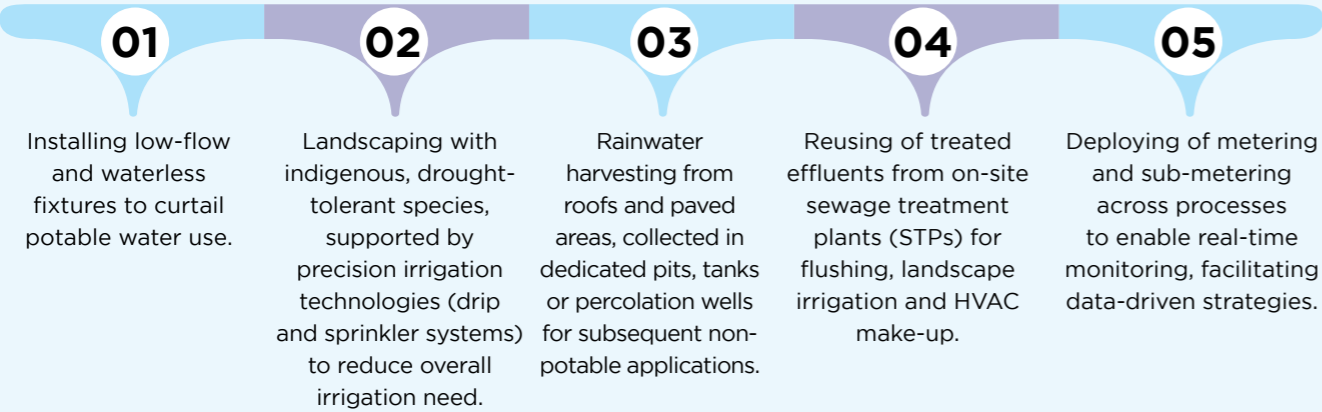 01
Installing low-flow
and waterless
fixtures to curtail
potable water use.
02
Landscaping with
indigenous, drought-
tolerant species,
supported by
precision irrigation
technologies (drip
and sprinkler systems)
to reduce overall
irrigation need.
03
Rainwater
harvesting from
roofs and paved
areas, collected in
dedicated pits, tanks
or percolation wells
for subsequent non-
potable applications.
04
Reusing of treated
effluents from on-site
sewage treatment
plants (STPs) for
flushing, landscape
irrigation and HVAC
make-up.
05
Deploying of metering
and sub-metering
across processes
to enable real-time
monitoring, facilitating
data-driven strategies.